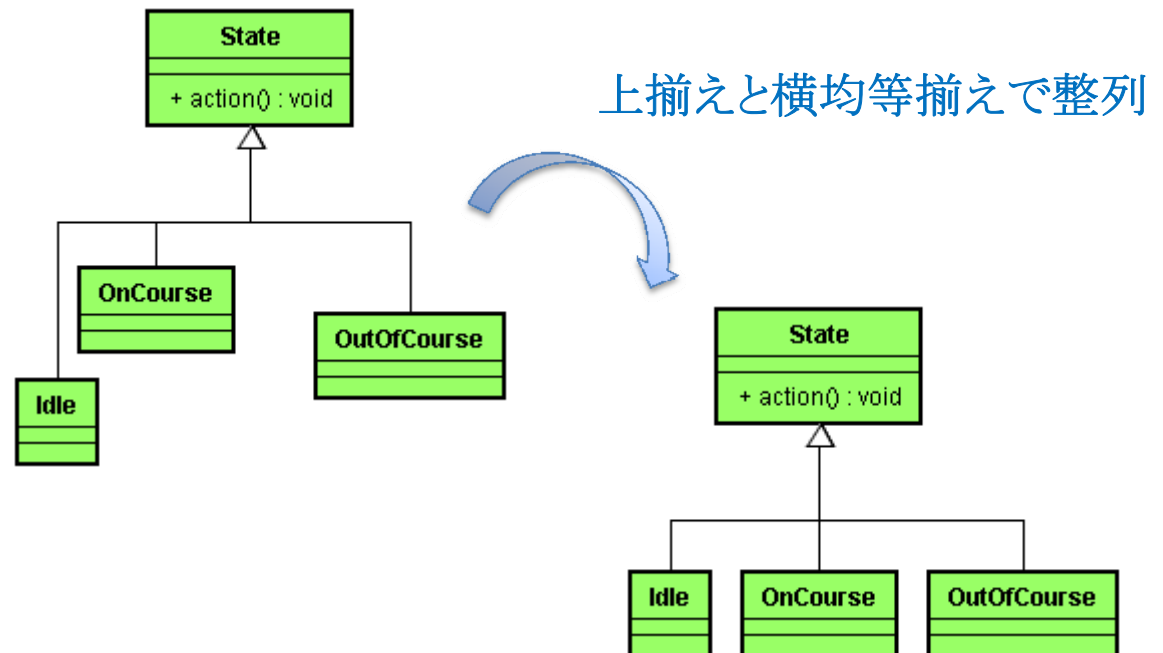 State
+ action() : void
上揃えと横均等揃えで整列
OnCourse
OutOfCourse
Idle
State
+ action() : void
Idle
OnCourse
OutOfCourse